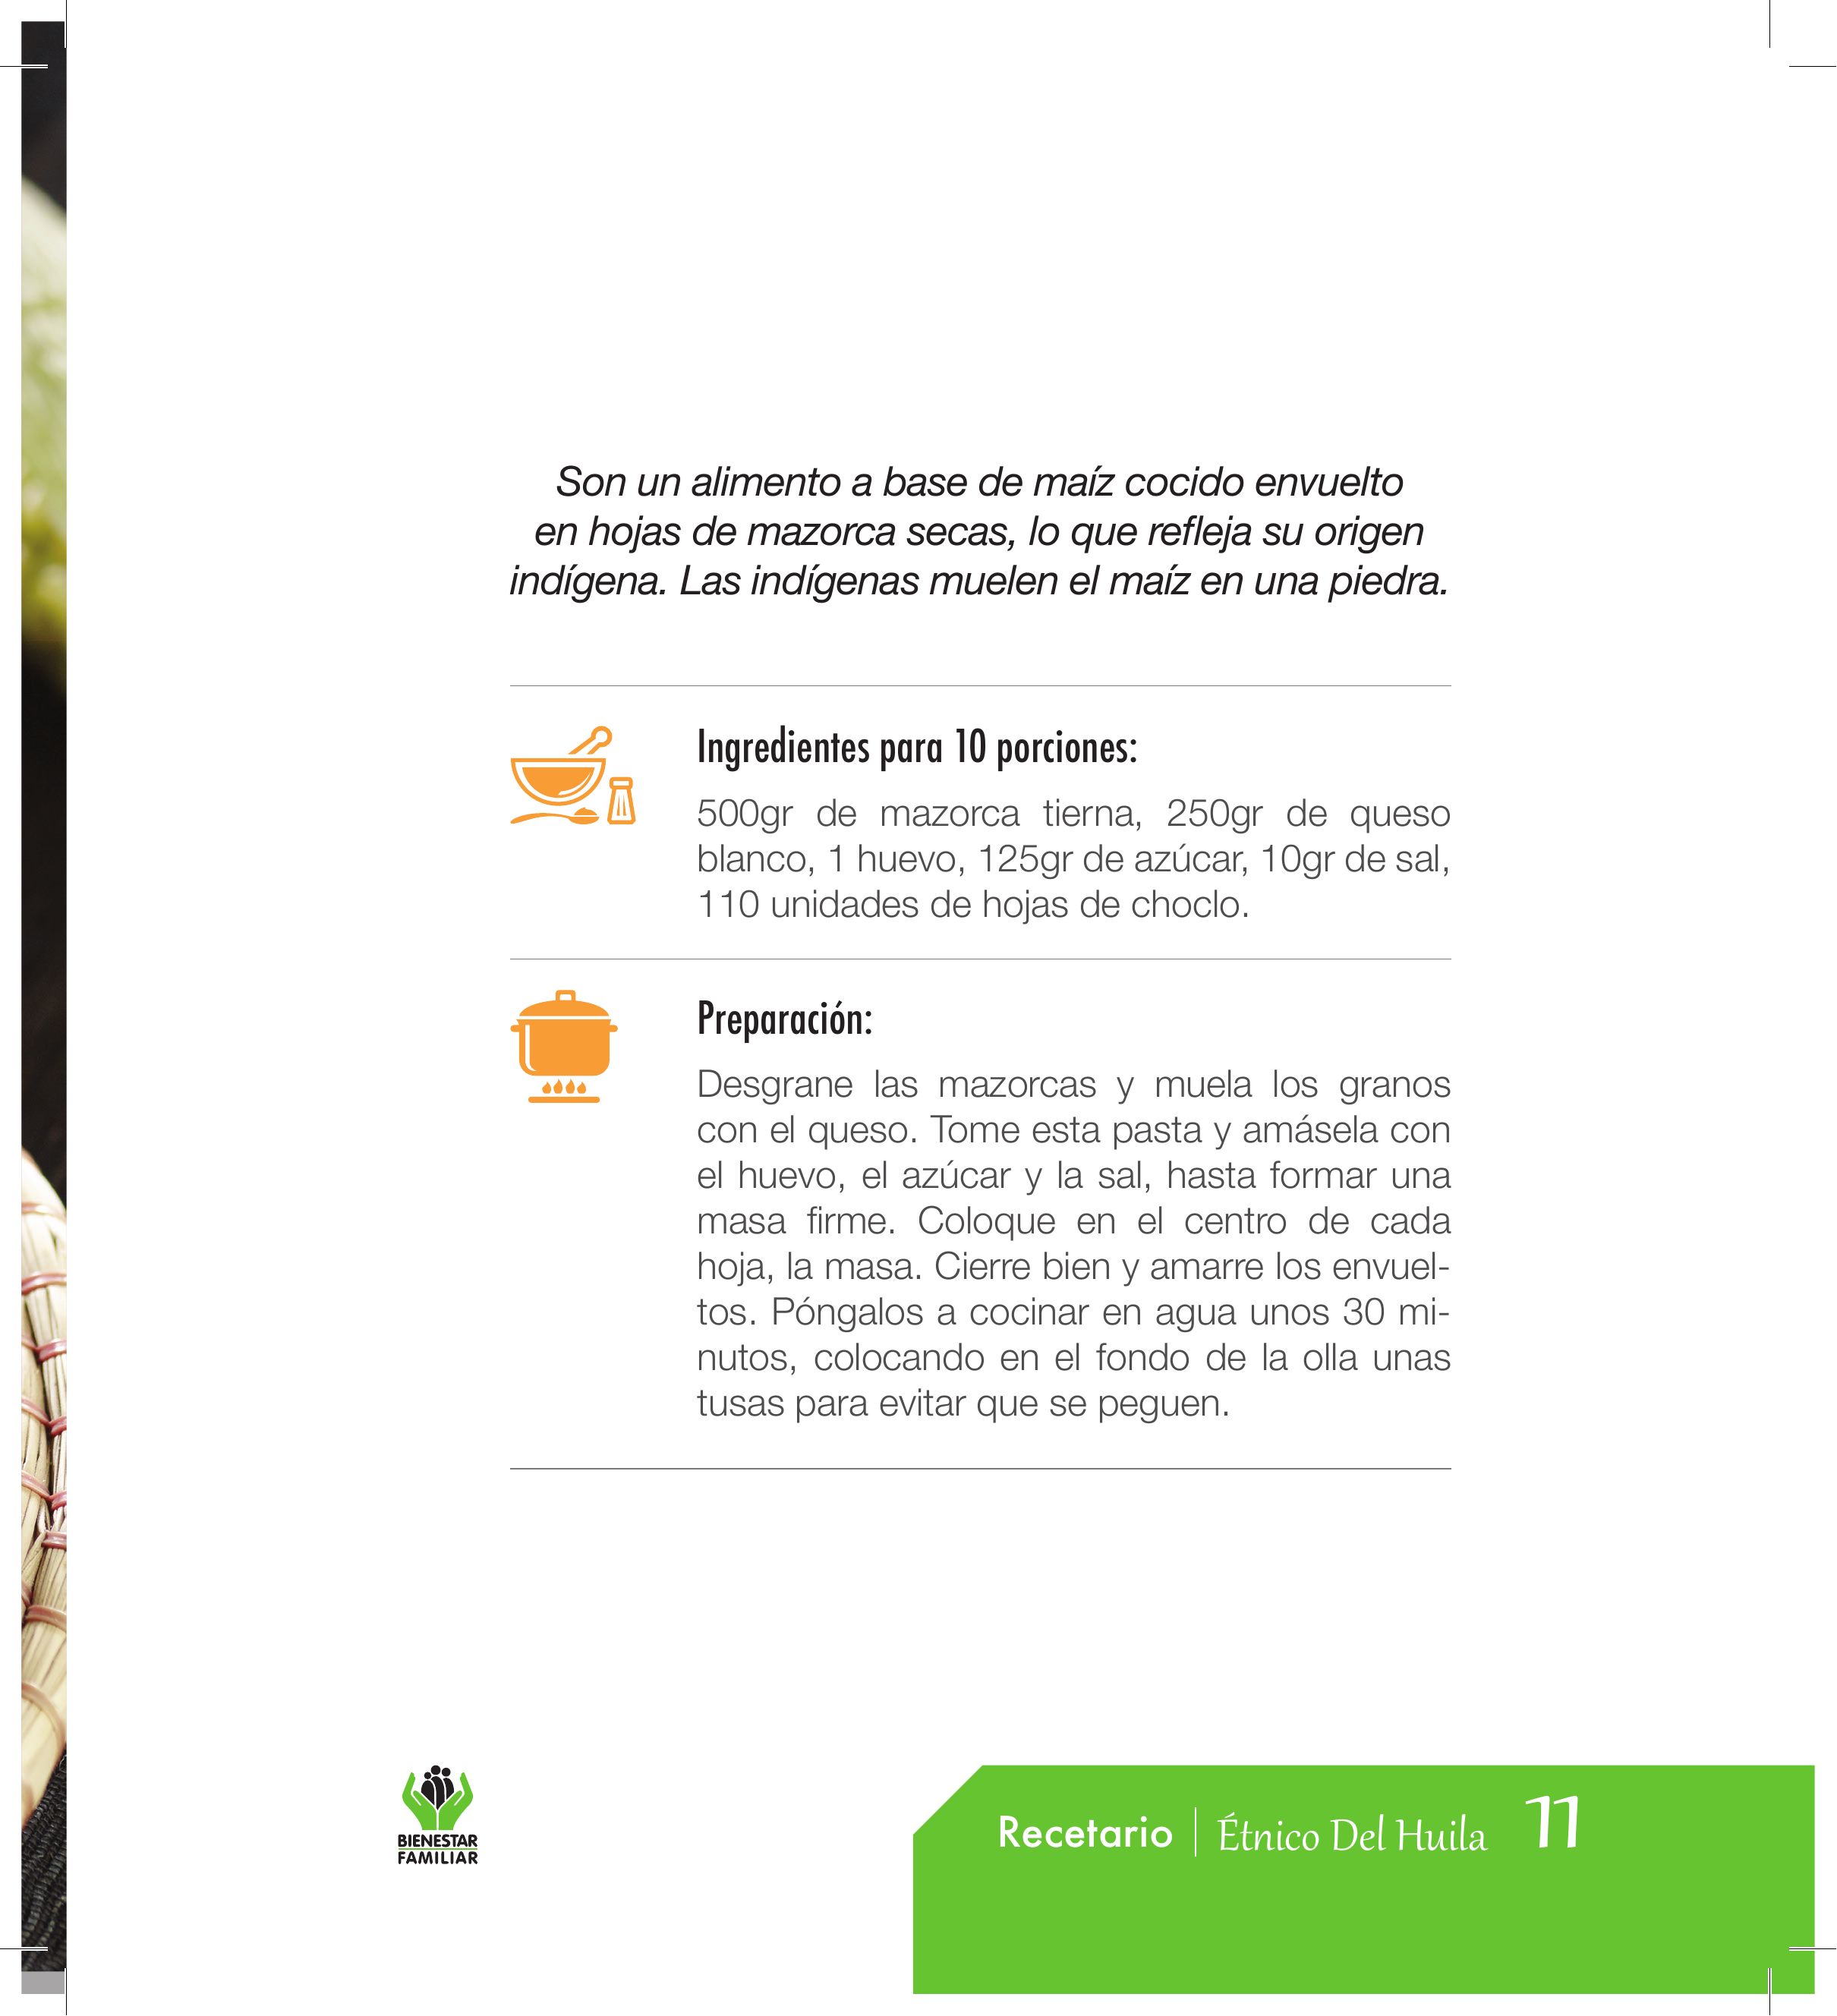 Son un alimento a base de maíz cocido envuelto
en hojas de mazorca secas, lo que refleja su origen
indígena. Las indígenas muelen el maíz en una piedra.
Ingredientes para 10 porciones:
500gr de mazorca tierna, 250gr de queso
blanco, 1 huevo, 125gr de azúcar, 10gr de sal,
110 unidades de hojas de choclo.
Preparación:
Desgrane las mazorcas y muela los granos
con el queso. Tome esta pasta y amásela con
el huevo, el azúcar y la sal, hasta formar una
masa firme. Coloque en el centro de cada
hoja, la masa. Cierre bien y amarre los envuel-
tos. Póngalos a cocinar en agua unos 30 mi-
nutos, colocando en el fondo de la olla unas
tusas para evitar que se peguen.
BIENESTAR
FAMILIAR
Recetario | Étnico Del Huila 11